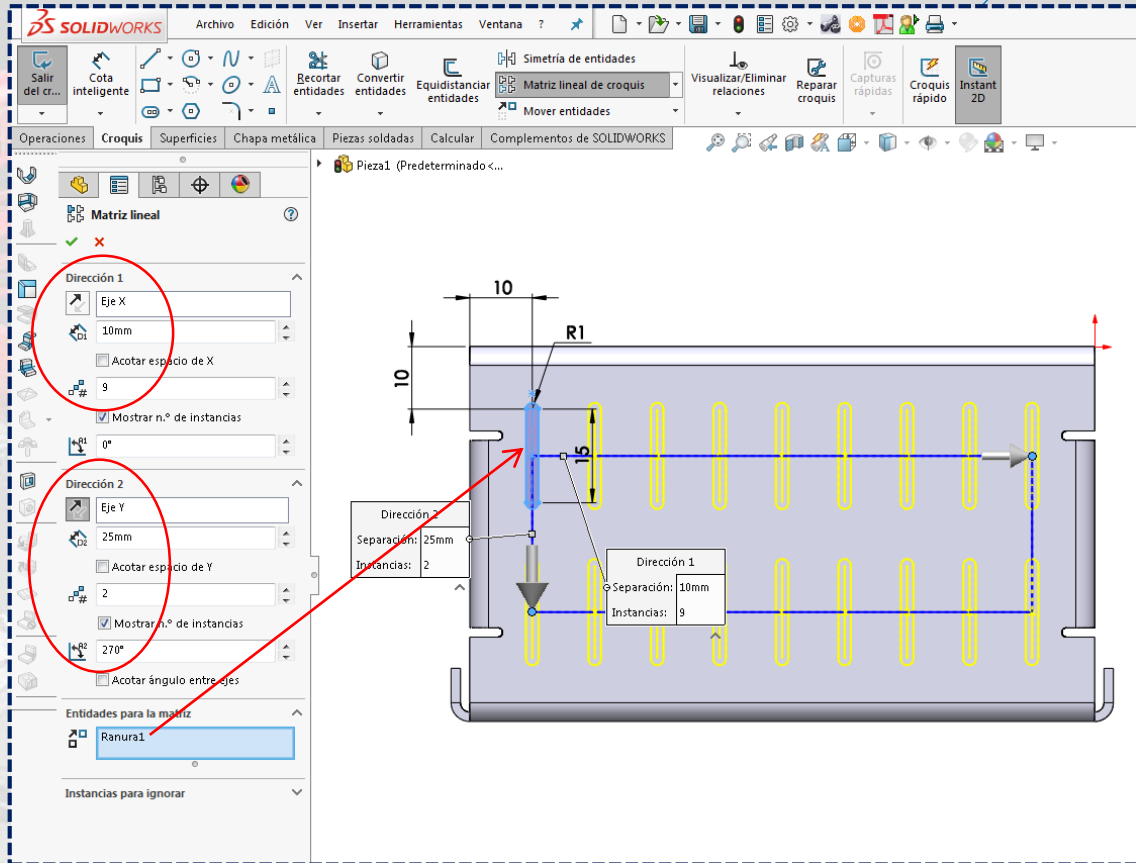 SOLIDWORKS
Archivo Edición Ver Insertar Herramientas Ventana ?
Salir del cr...
Cota inteligente
Recortar entidades
Convertir entidades
Equidistanciar entidades
Simetría de entidades
Matriz lineal de croquis
Mover entidades
Visualizar/Eliminar relaciones
Reparar croquis
Capturas rápidas
Croquis rápido
Instant 2D
Operaciones Croquis Superficies Chapa metálica Piezas soldadas Calcular Complementos de SOLIDWORKS
Pieza1 (Predeterminado<...
Matriz lineal
Dirección 1
Eje X
D1 10mm
Acotar espacio de X
# 9
Mostrar n.º de instancias
A1 0°
Dirección 2
Eje Y
D2 25mm
Acotar espacio de Y
# 2
Mostrar n.º de instancias
A2 270°
Acotar ángulo entre ejes
Entidades para la matriz
Ranura1
Instancias para ignorar
10
R1
10
15
Dirección 2
Separación: 25mm
Instancias: 2
Dirección 1
Separación: 10mm
Instancias: 9